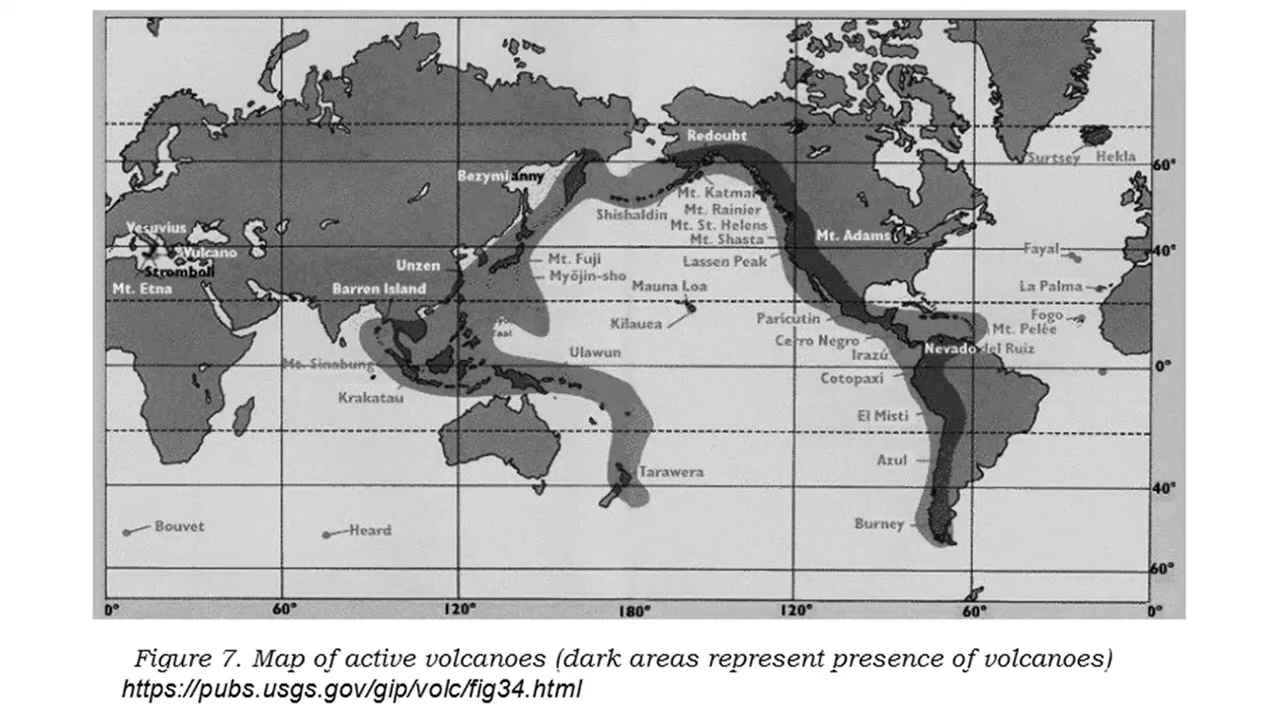 Redoubt
Surtsey Hekla
60°
Bezymianny
Mt. Katmai
Shishaldin
Mt. Rainier
Mt. St. Helens
Vesuvius
Mt. Shasta
Mt. Adams
Vulcano
40°
Fayal
Stromboli
Unzen
Mt. Fuji
Lassen Peak
Myōjin-sho
Mt. Etna
Barren Island
Mauna Loa
La Palma
Kilauea
Paricutin
Fogo
Mt. Pelée
Cerro Negro
Irazú
Nevado del Ruiz
Ulawun
Mt. Sinabung
0°
Cotopaxi
Krakatau
El Misti
Azul
Tarawera
40°
Bouvet
Heard
Burney
60°
0° 60° 120° 180° 120° 60° 0°
Figure 7. Map of active volcanoes (dark areas represent presence of volcanoes)
https://pubs.usgs.gov/gip/volc/fig34.html